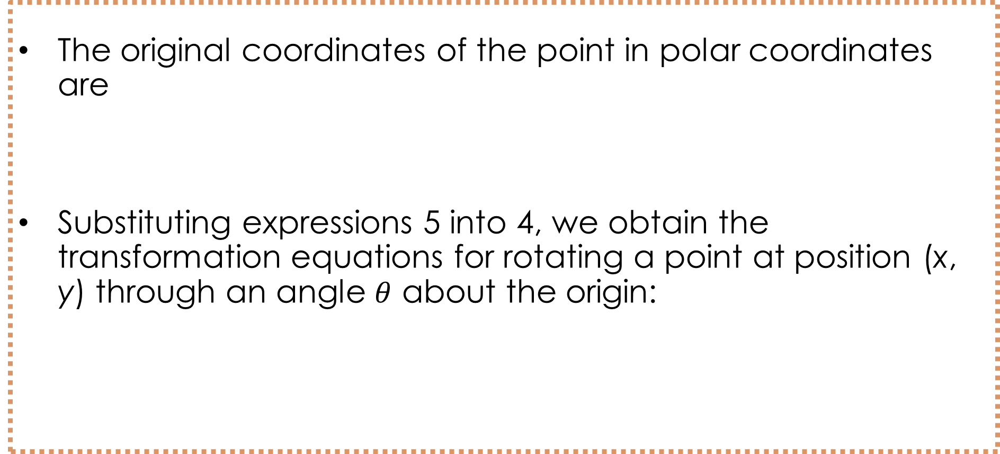 • The original coordinates of the point in polar coordinates
are
• Substituting expressions 5 into 4, we obtain the
transformation equations for rotating a point at position (x,
y) through an angle θ about the origin: